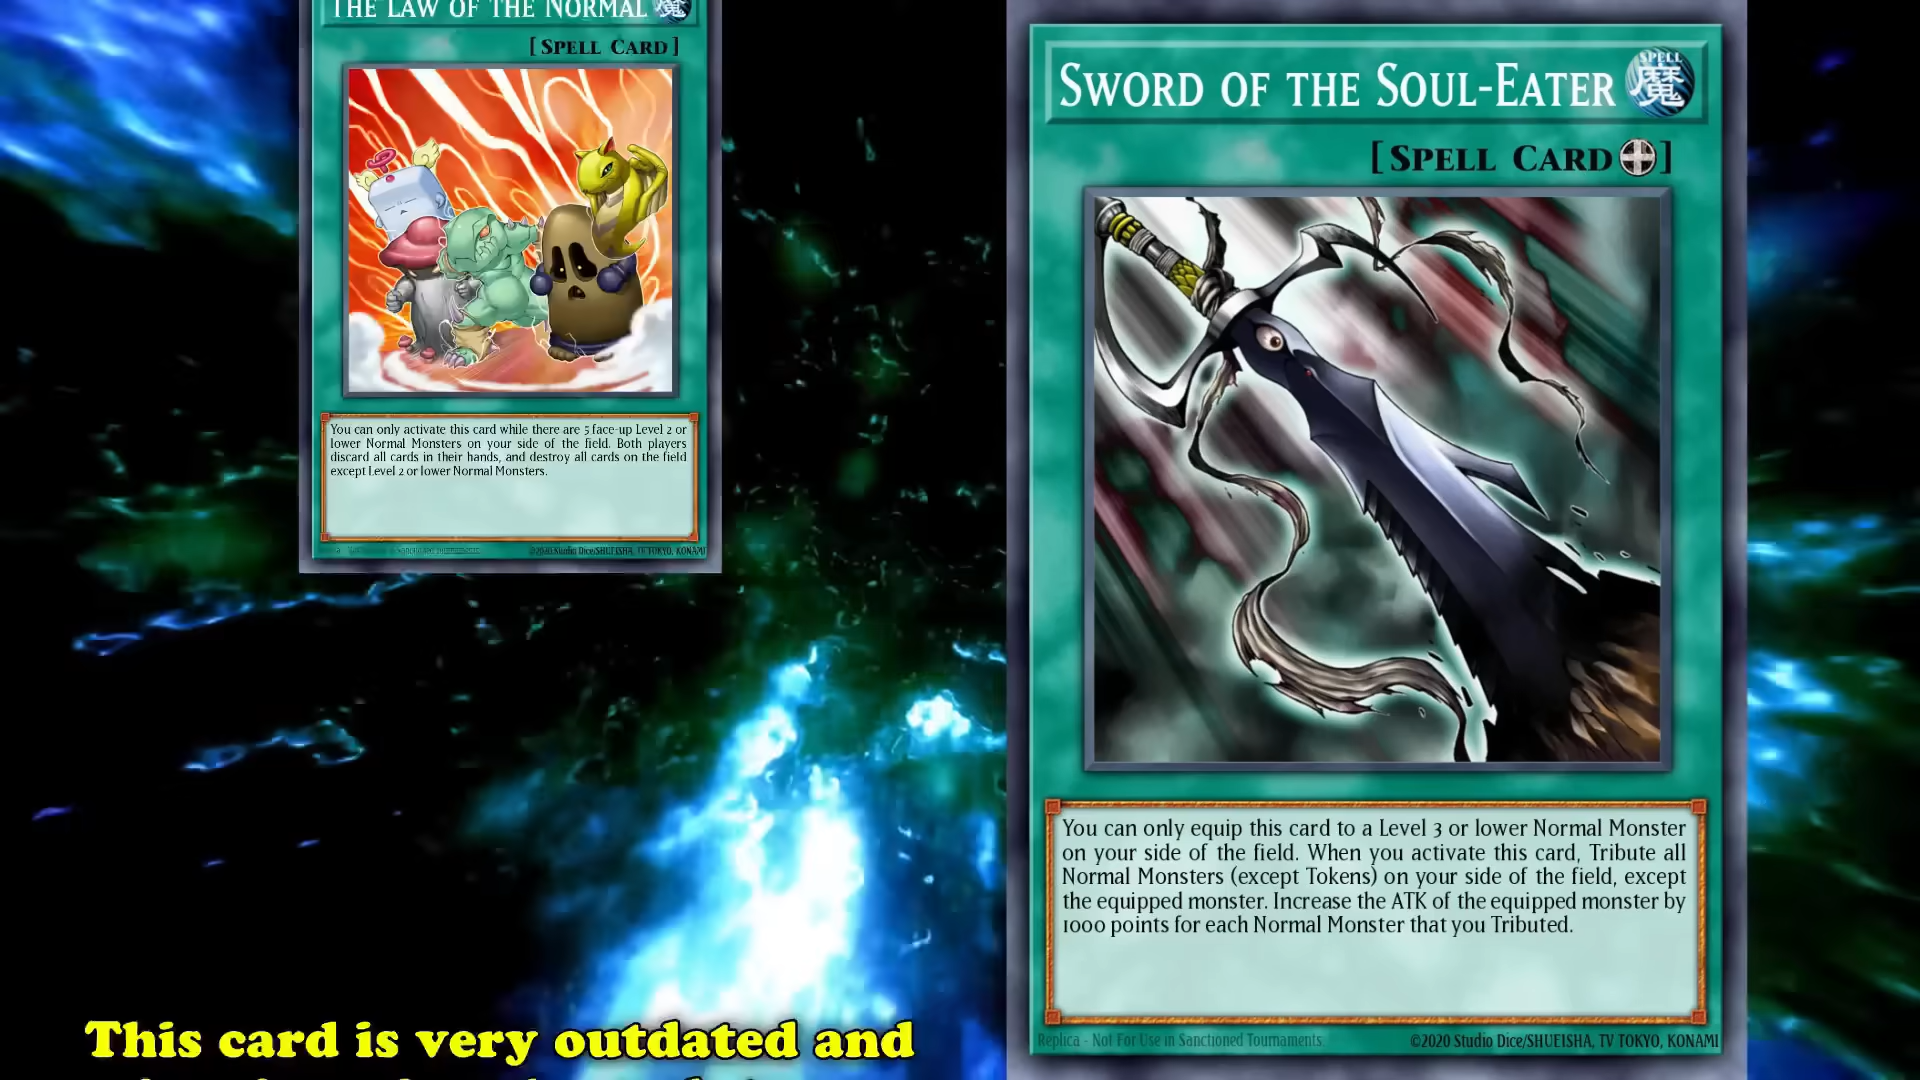 THE LAW OF THE NORMAL 魔
[SPELL CARD]
You can only activate this card while there are 5 face-up Level 2 or
lower Normal Monsters on your side of the field. Both players
discard all cards in their hands, and destroy all cards on the field
except Level 2 or lower Normal Monsters.
©2020 Studio Dice/SHUEISHA, TV TOKYO, KONAMI
SWORD OF THE SOUL-EATER SPELL 魔
[SPELL CARD]
You can only equip this card to a Level 3 or lower Normal Monster
on your side of the field. When you activate this card, Tribute all
Normal Monsters (except Tokens) on your side of the field, except
the equipped monster. Increase the ATK of the equipped monster by
1000 points for each Normal Monster that you Tributed.
Replica - Not For Use in Sanctioned Tournaments.
©2020 Studio Dice/SHUEISHA, TV TOKYO, KONAMI
This card is very outdated and